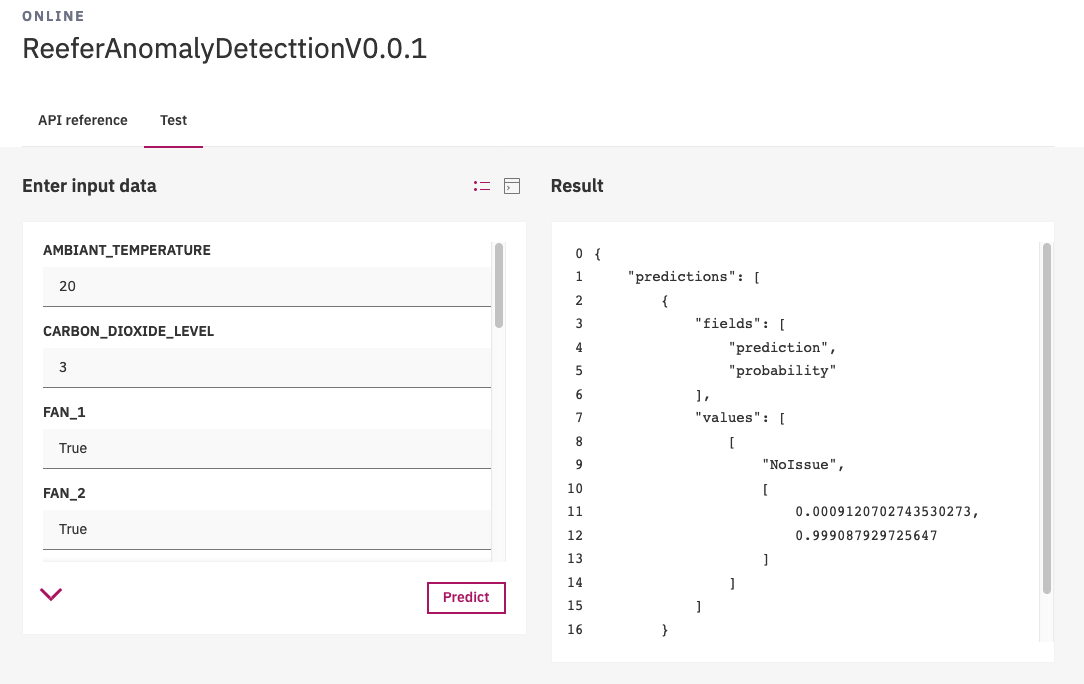 ONLINE
ReeferAnomalyDetecttionV0.0.1
API reference
Test
Enter input data
AMBIANT_TEMPERATURE
20
CARBON_DIOXIDE_LEVEL
3
FAN_1
True
FAN_2
True
Predict
Result
0 {
1 "predictions": [
2 {
3 "fields": [
4 "prediction",
5 "probability"
6 ],
7 "values": [
8 [
9 "NoIssue",
10 [
11 0.0009120702743530273,
12 0.999087929725647
13 ]
14 ]
15 ]
16 }